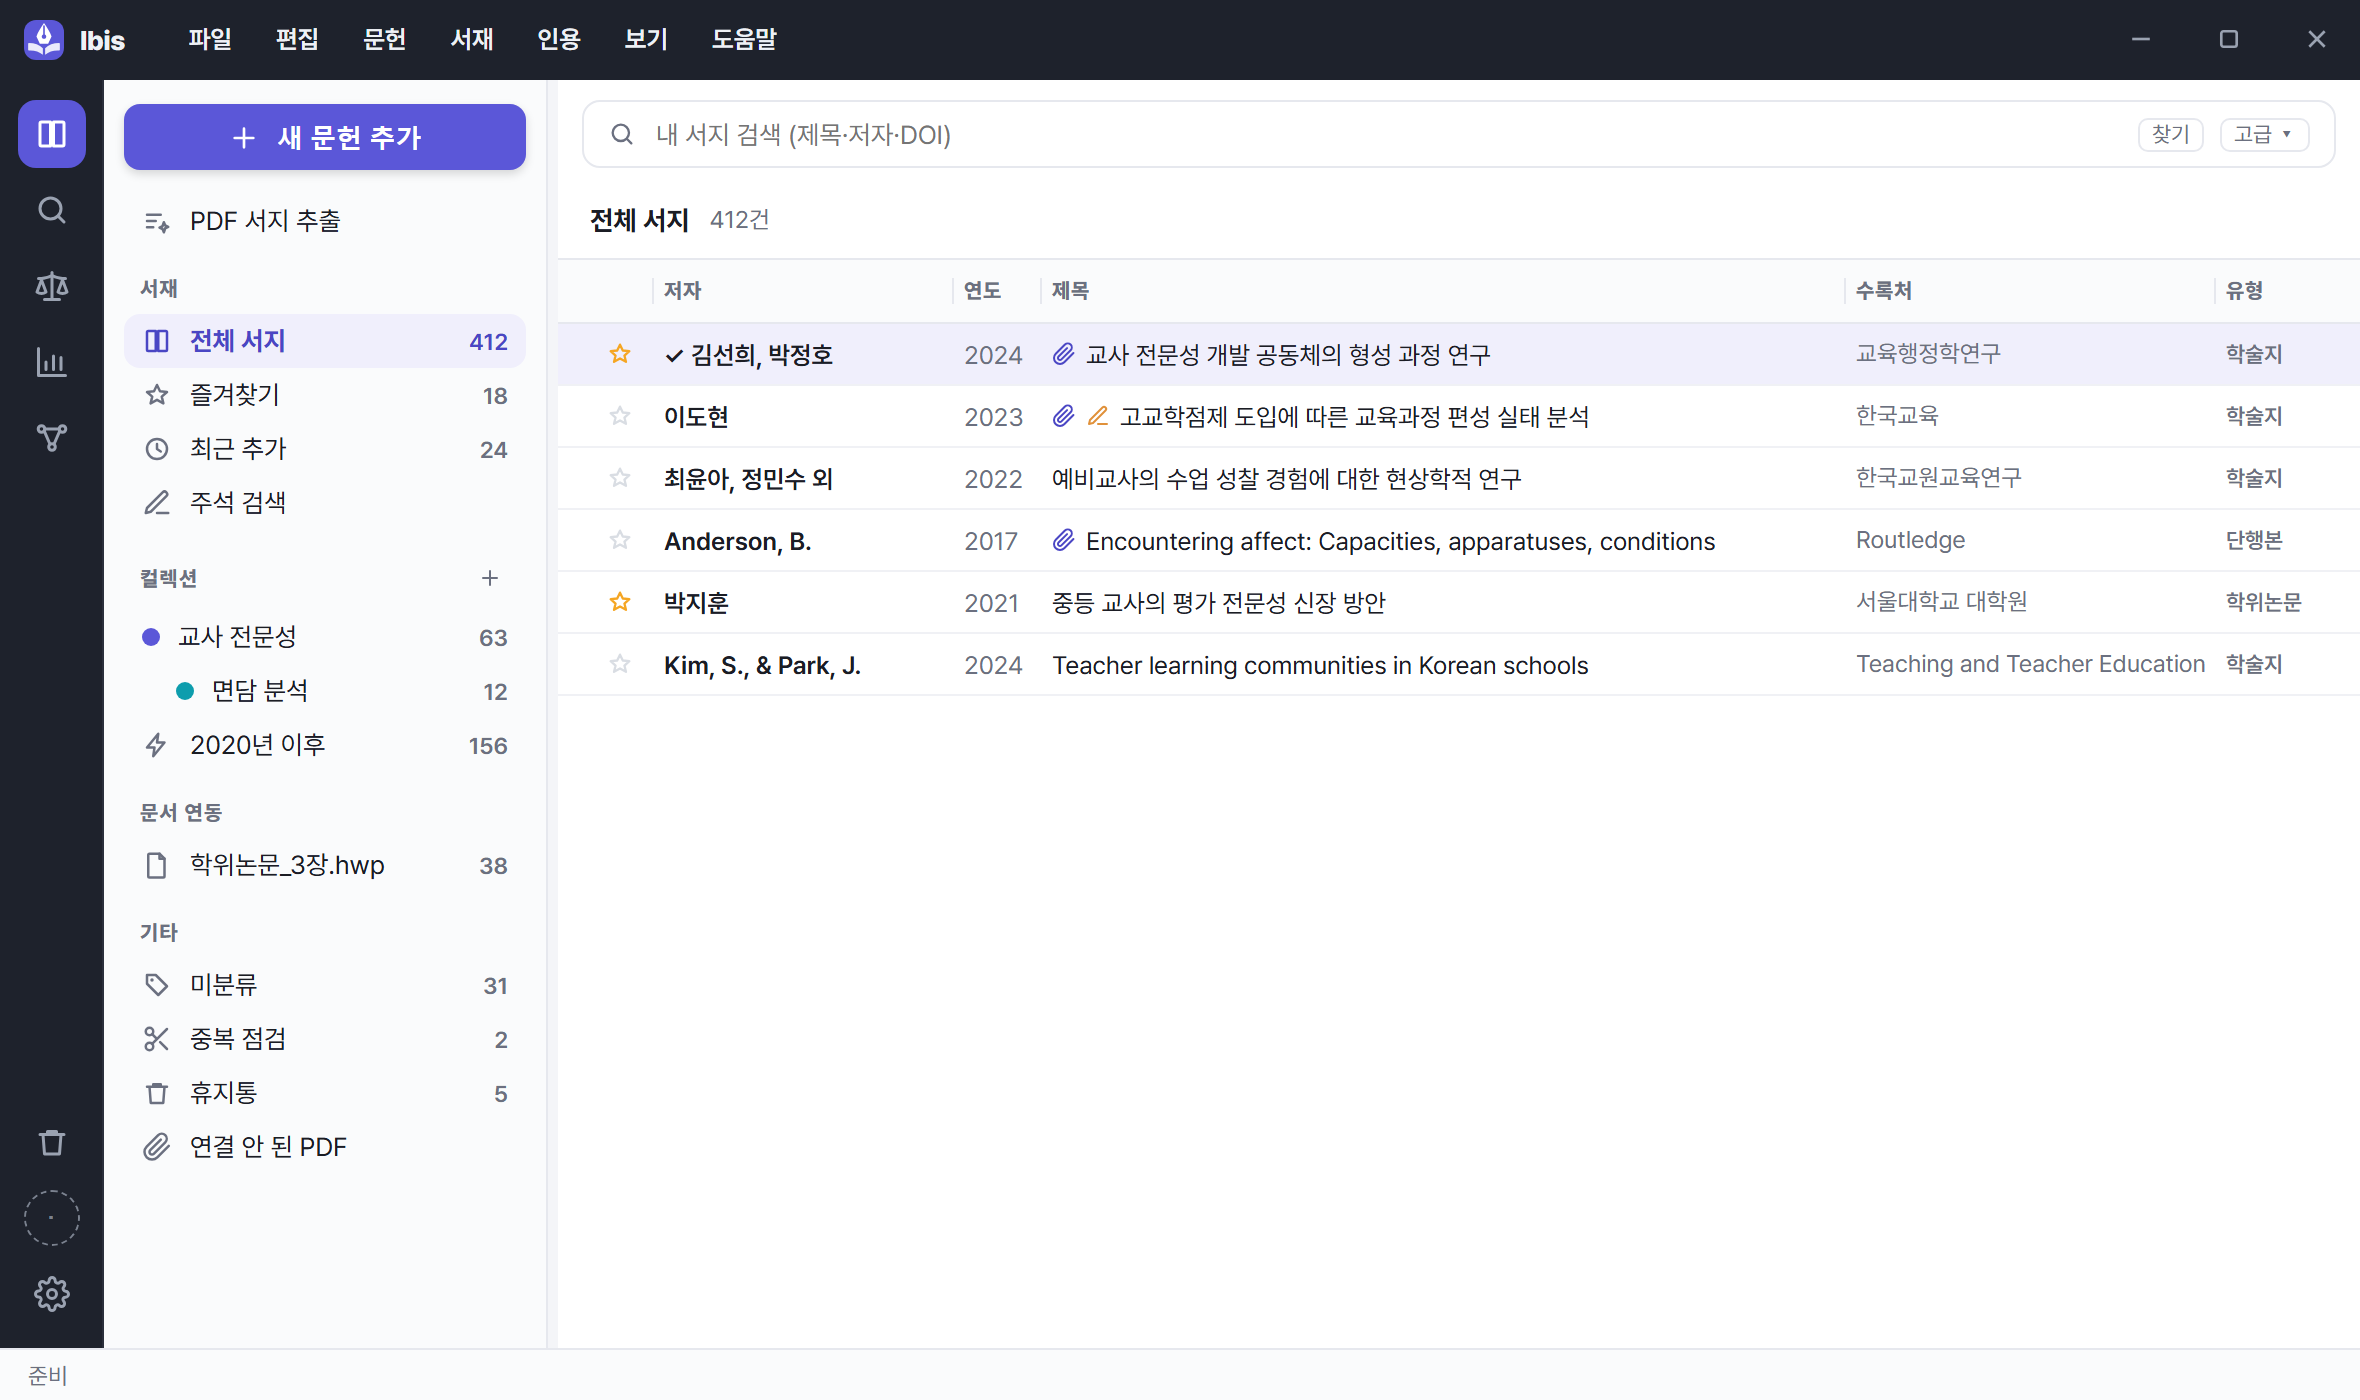 Ibis 파일 편집 문헌 서재 인용 보기 도움말
새 문헌 추가
PDF 서지 추출
서재
전체 서지 412
즐겨찾기 18
최근 추가 24
주석 검색
컬렉션
교사 전문성 63
면담 분석 12
2020년 이후 156
문서 연동
학위논문_3장.hwp 38
기타
미분류 31
중복 점검 2
휴지통 5
연결 안 된 PDF
내 서지 검색 (제목·저자·DOI) 찾기 고급 ▼
전체 서지 412건
저자 연도 제목 수록처 유형
✓ 김선희, 박정호 2024 교사 전문성 개발 공동체의 형성 과정 연구 교육행정학연구 학술지
이도현 2023 고교학점제 도입에 따른 교육과정 편성 실태 분석 한국교육 학술지
최윤아, 정민수 외 2022 예비교사의 수업 성찰 경험에 대한 현상학적 연구 한국교원교육연구 학술지
Anderson, B. 2017 Encountering affect: Capacities, apparatuses, conditions Routledge 단행본
박지훈 2021 중등 교사의 평가 전문성 신장 방안 서울대학교 대학원 학위논문
Kim, S., & Park, J. 2024 Teacher learning communities in Korean schools Teaching and Teacher Education 학술지
준비